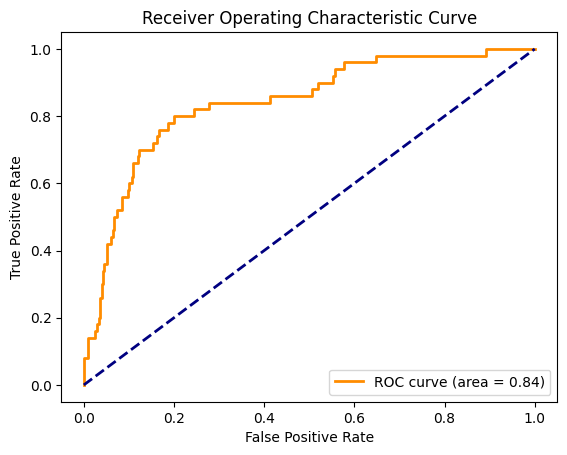 Receiver Operating Characteristic Curve
1.0
0.8
0.6
0.4
0.2
0.0
True Positive Rate
ROC curve (area = 0.84)
0.0 0.2 0.4 0.6 0.8 1.0
False Positive Rate